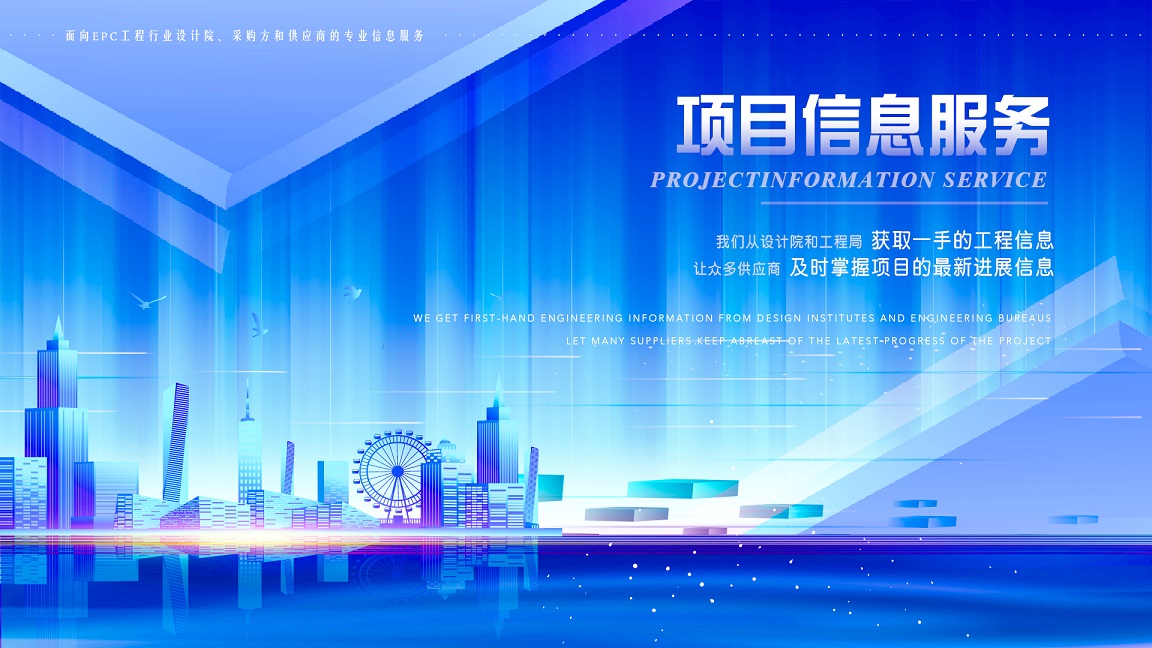 面向EPC工程行业设计院、采购方和供应商的专业信息服务
项目信息服务
PROJECTINFORMATION SERVICE
我们从设计院和工程局 获取一手的工程信息
让众多供应商 及时掌握项目的最新进展信息
WE GET FIRST-HAND ENGINEERING INFORMATION FROM DESIGN INSTITUTES AND ENGINEERING BUREAUS
LET MANY SUPPLIERS KEEP ABREAST OF THE LATEST PROGRESS OF THE PROJECT